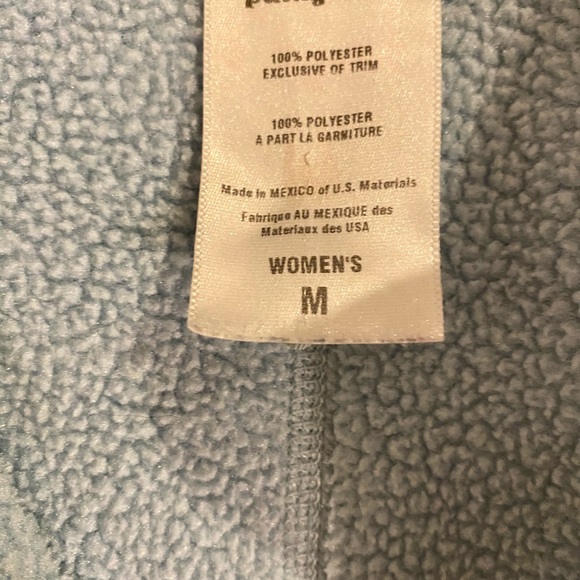 100% POLYESTER
EXCLUSIVE OF TRIM
100% POLYESTER
A PART LA GARNITURE
Made in MEXICO of U.S. Materials
Fabrique AU MEXIQUE des
Materiaux des USA
WOMEN'S
M